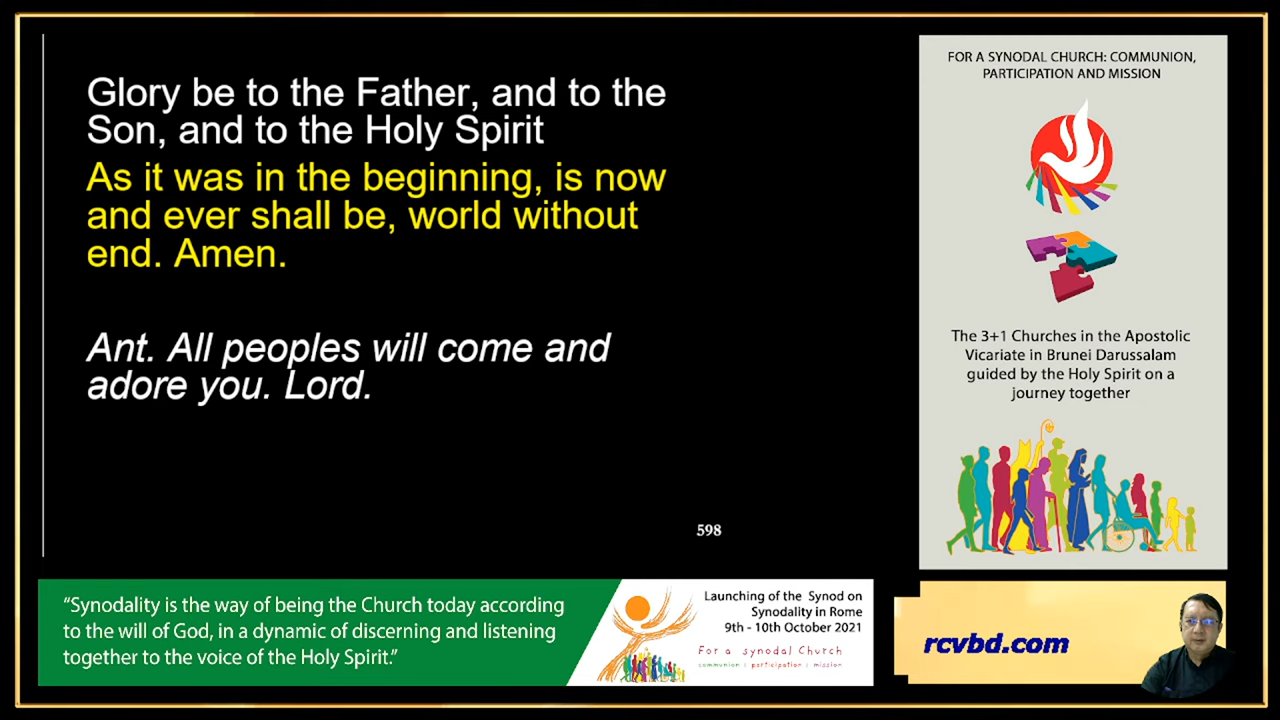 Glory be to the Father, and to the
Son, and to the Holy Spirit
As it was in the beginning, is now
and ever shall be, world without
end. Amen.
Ant. All peoples will come and
adore you. Lord.
598
FOR A SYNODAL CHURCH: COMMUNION,
PARTICIPATION AND MISSION
The 3+1 Churches in the Apostolic
Vicariate in Brunei Darussalam
guided by the Holy Spirit on a
journey together
“Synodality is the way of being the Church today according
to the will of God, in a dynamic of discerning and listening
together to the voice of the Holy Spirit.”
Launching of the Synod on
Synodality in Rome
9th - 10th October 2021
For a synodal Church
communion | participation | mission
rcvbd.com